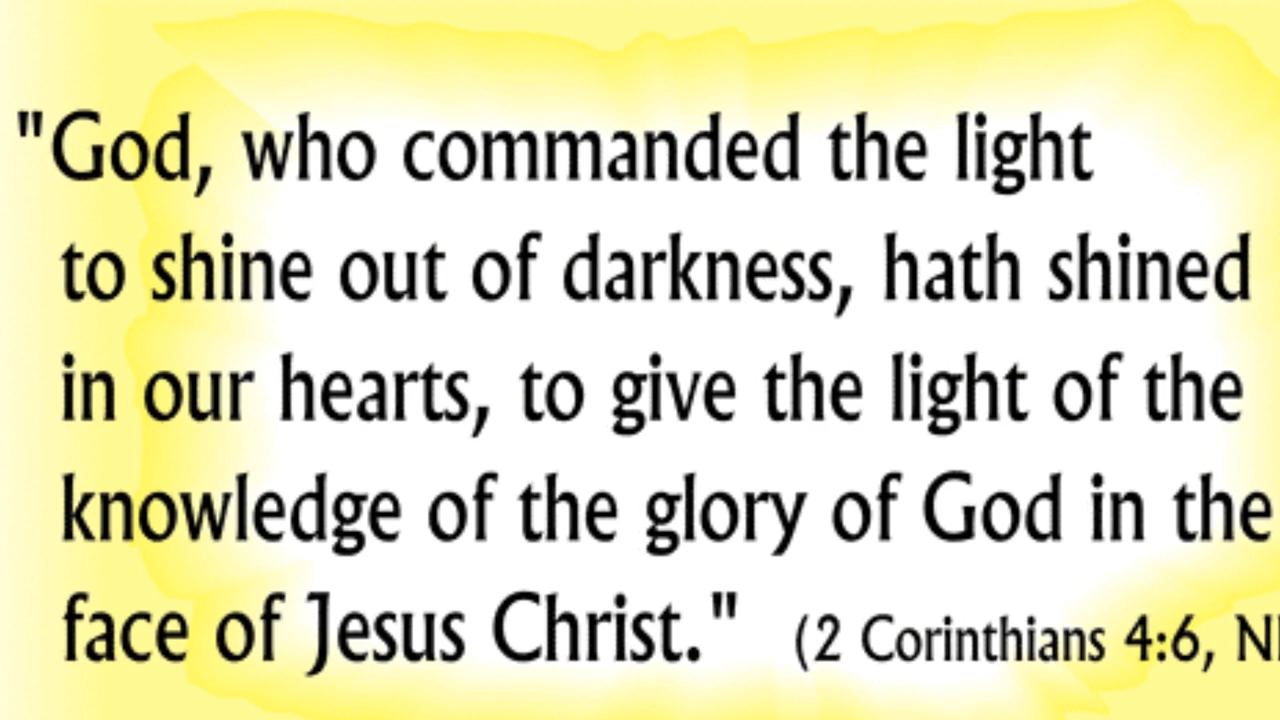 "God, who commanded the light
to shine out of darkness, hath shined
in our hearts, to give the light of the
knowledge of the glory of God in the
face of Jesus Christ." (2 Corinthians 4:6,